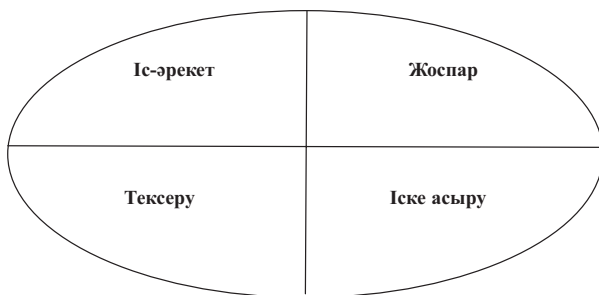 Іс-әрекет
Жоспар
Тексеру
Іске асыру